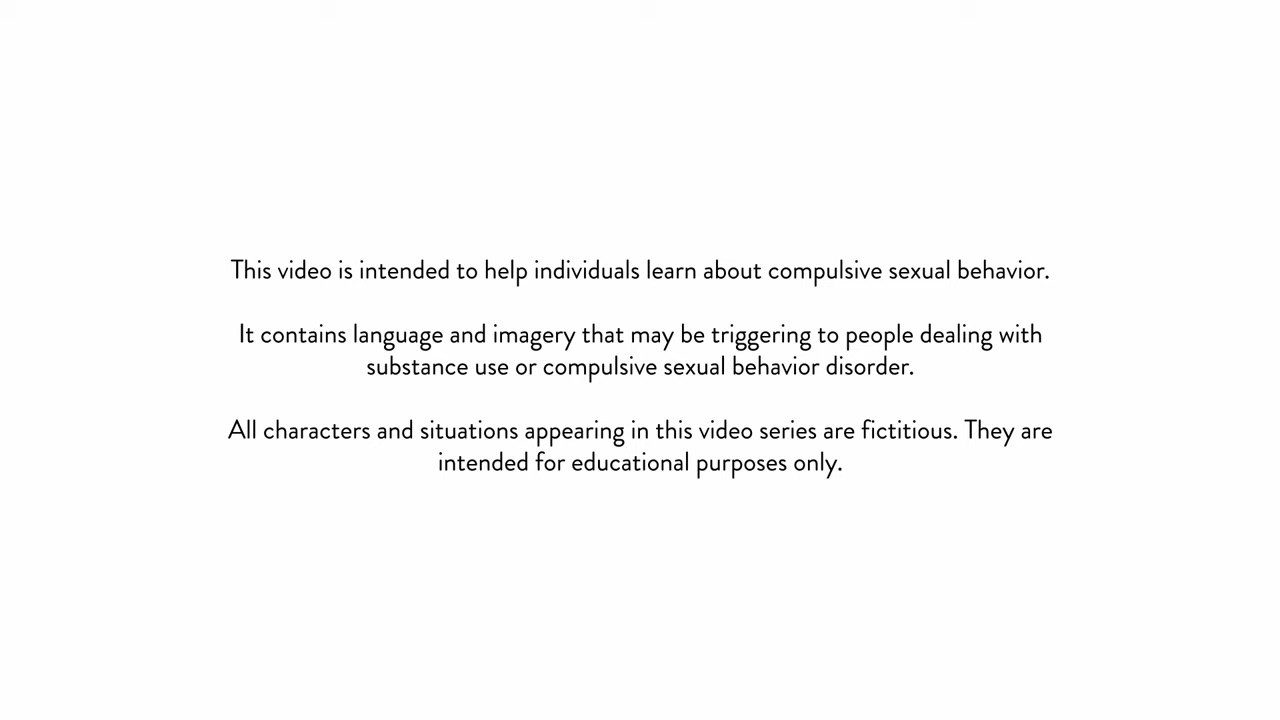 This video is intended to help individuals learn about compulsive sexual behavior.
It contains language and imagery that may be triggering to people dealing with
substance use or compulsive sexual behavior disorder.
All characters and situations appearing in this video series are fictitious. They are
intended for educational purposes only.